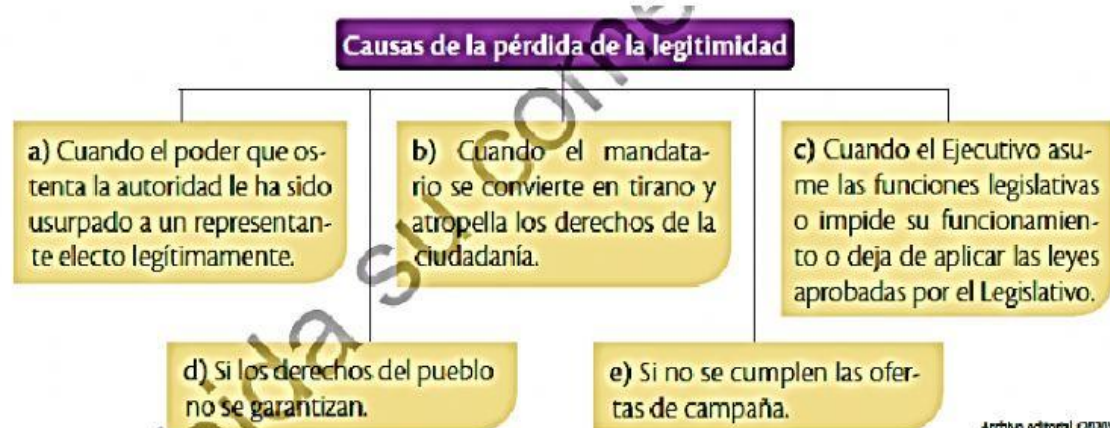 Causas de la pérdida de la legitimidad
a) Cuando el poder que os-
tenta la autoridad le ha sido
usurpado a un representan-
te electo legítimamente.
b) Cuando el mandata-
rio se convierte en tirano y
atropella los derechos de la
ciudadanía.
c) Cuando el Ejecutivo asu-
me las funciones legislativas
o impide su funcionamien-
to o deja de aplicar las leyes
aprobadas por el Legislativo.
d) Si los derechos del pueblo
no se garantizan.
e) Si no se cumplen las ofer-
tas de campaña.
Archivo editorial
su